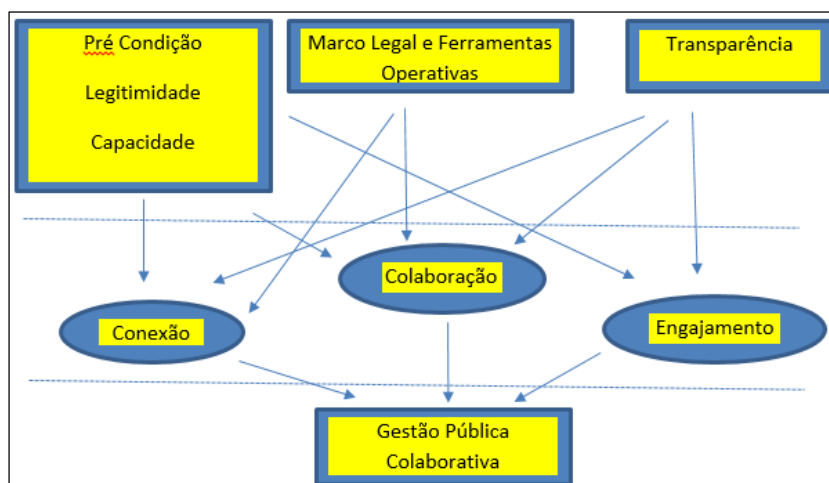 Pré Condição
Legitimidade
Capacidade
Marco Legal e Ferramentas
Operativas
Transparência
Colaboração
Conexão
Engajamento
Gestão Pública
Colaborativa